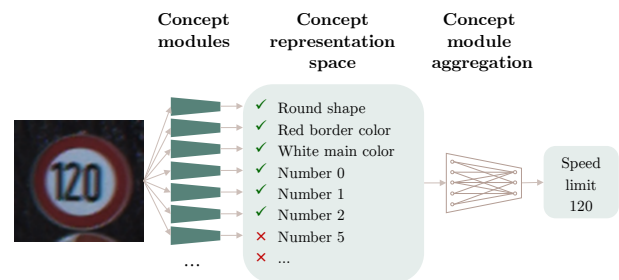 Concept
modules
Concept
representation
space
Concept
module
aggregation
120
✓ Round shape
✓ Red border color
✓ White main color
✓ Number 0
✓ Number 1
✓ Number 2
✗ Number 5
✗ ...
...
Speed
limit
120